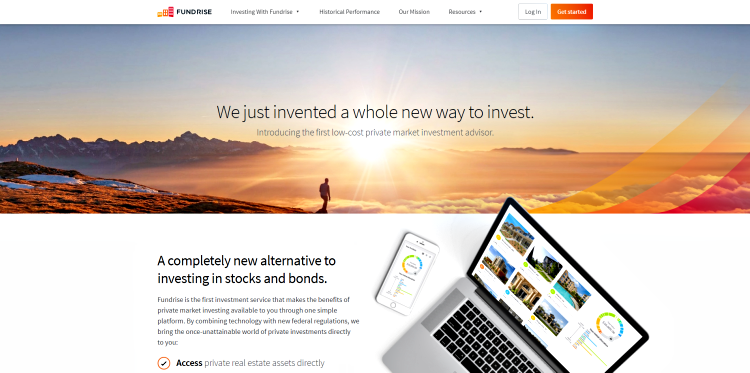 FUNDRISE Investing With Fundrise Historical Performance Our Mission Resources Log In Get started
We just invented a whole new way to invest.
Introducing the first low-cost private market investment advisor.
A completely new alternative to
investing in stocks and bonds.
Fundrise is the first investment service that makes the benefits of
private market investing available to you through one simple
platform. By combining technology with new federal regulations, we
bring the once-unattainable world of private investments directly
to you:
Access private real estate assets directly